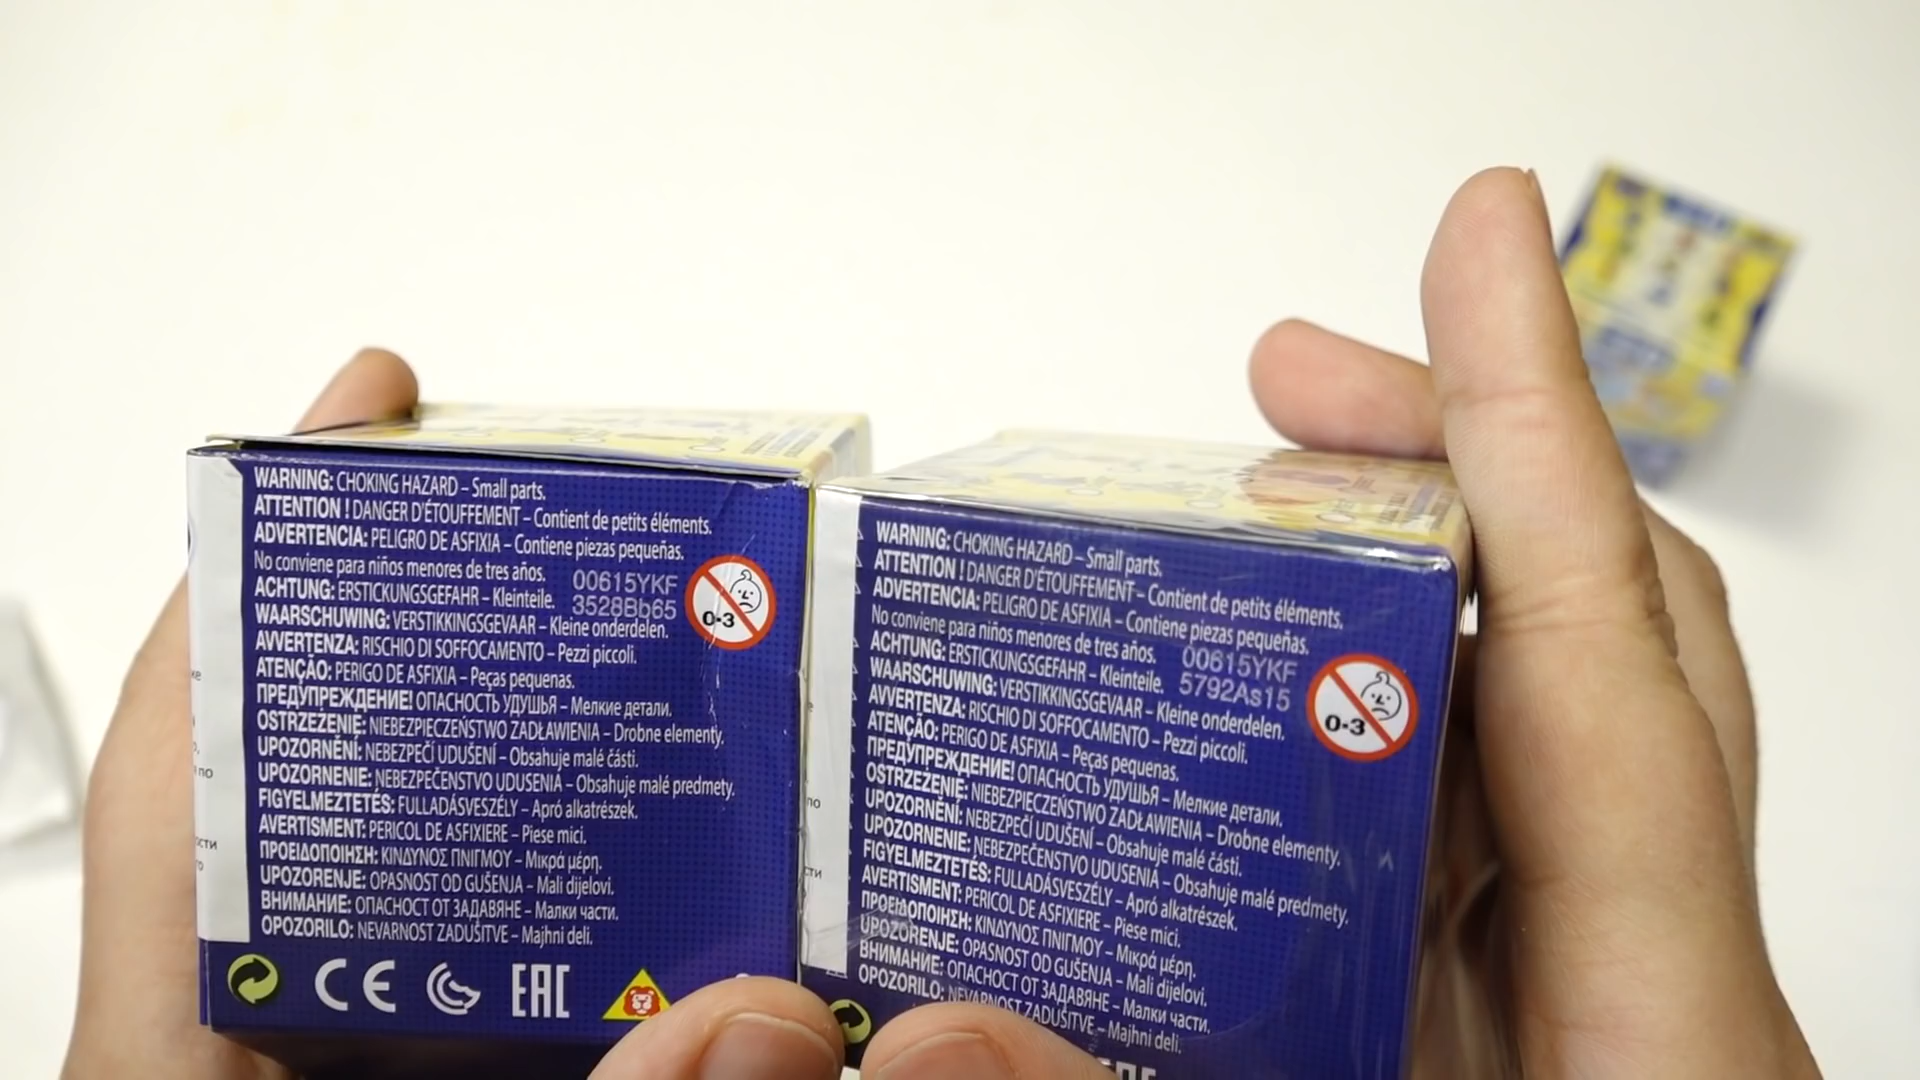 WARNING: CHOKING HAZARD – Small parts.
ATTENTION ! DANGER D'ÉTOUFFEMENT – Contient de petits éléments.
ADVERTENCIA: PELIGRO DE ASFIXIA – Contiene piezas pequeñas.
No conviene para niños menores de tres años.
00615YKF
ACHTUNG: ERSTICKUNGSGEFAHR – Kleinteile.
3528Bb65
WAARSCHUWING: VERSTIKKINGSGEVAAR – Kleine onderdelen.
0-3
AVVERTENZA: RISCHIO DI SOFFOCAMENTO – Pezzi piccoli.
ATENÇÃO: PERIGO DE ASFIXIA – Peças pequenas.
ПРЕДУПРЕЖДЕНИЕ! ОПАСНОСТЬ УДУШЬЯ – Мелкие детали.
OSTRZEŻENIE: NIEBEZPIECZEŃSTWO ZADŁAWIENIA – Drobne elementy.
UPOZORNĚNÍ: NEBEZPEČÍ UDUŠENÍ – Obsahuje malé části.
UPOZORNENIE: NEBEZPEČENSTVO UDUSENIA – Obsahuje malé predmety.
FIGYELMEZTETÉS: FULLADÁSVESZÉLY – Apró alkatrészek.
AVERTISMENT: PERICOL DE ASFIXIERE – Piese mici.
ΠΡΟΕΙΔΟΠΟΙΗΣΗ: ΚΙΝΔΥΝΟΣ ΠΝΙΓΜΟΥ – Μικρά μέρη.
UPOZORENJE: OPASNOST OD GUŠENJA – Mali dijelovi.
ВНИМАНИЕ: ОПАСНОСТ ОТ ЗАДАВЯНЕ – Малки части.
OPOZORILO: NEVARNOST ZADUŠITVE – Majhni deli.
CE
EAC
WARNING: CHOKING HAZARD – Small parts.
ATTENTION ! DANGER D'ÉTOUFFEMENT – Contient de petits éléments.
ADVERTENCIA: PELIGRO DE ASFIXIA – Contiene piezas pequeñas.
No conviene para niños menores de tres años.
00615YKF
ACHTUNG: ERSTICKUNGSGEFAHR – Kleinteile.
5792As15
WAARSCHUWING: VERSTIKKINGSGEVAAR – Kleine onderdelen.
0-3
AVVERTENZA: RISCHIO DI SOFFOCAMENTO – Pezzi piccoli.
ATENÇÃO: PERIGO DE ASFIXIA – Peças pequenas.
ПРЕДУПРЕЖДЕНИЕ! ОПАСНОСТЬ УДУШЬЯ – Мелкие детали.
OSTRZEŻENIE: NIEBEZPIECZEŃSTWO ZADŁAWIENIA – Drobne elementy.
UPOZORNĚNÍ: NEBEZPEČÍ UDUŠENÍ – Obsahuje malé části.
UPOZORNENIE: NEBEZPEČENSTVO UDUSENIA – Obsahuje malé predmety.
FIGYELMEZTETÉS: FULLADÁSVESZÉLY – Apró alkatrészek.
AVERTISMENT: PERICOL DE ASFIXIERE – Piese mici.
ΠΡΟΕΙΔΟΠΟΙΗΣΗ: ΚΙΝΔΥΝΟΣ ΠΝΙΓΜΟΥ – Μικρά μέρη.
UPOZORENJE: OPASNOST OD GUŠENJA – Mali dijelovi.
ВНИМАНИЕ: ОПАСНОСТ ОТ ЗАДАВЯНЕ – Малки части.
OPOZORILO: NEVARNOST ZADUŠITVE – Majhni deli.